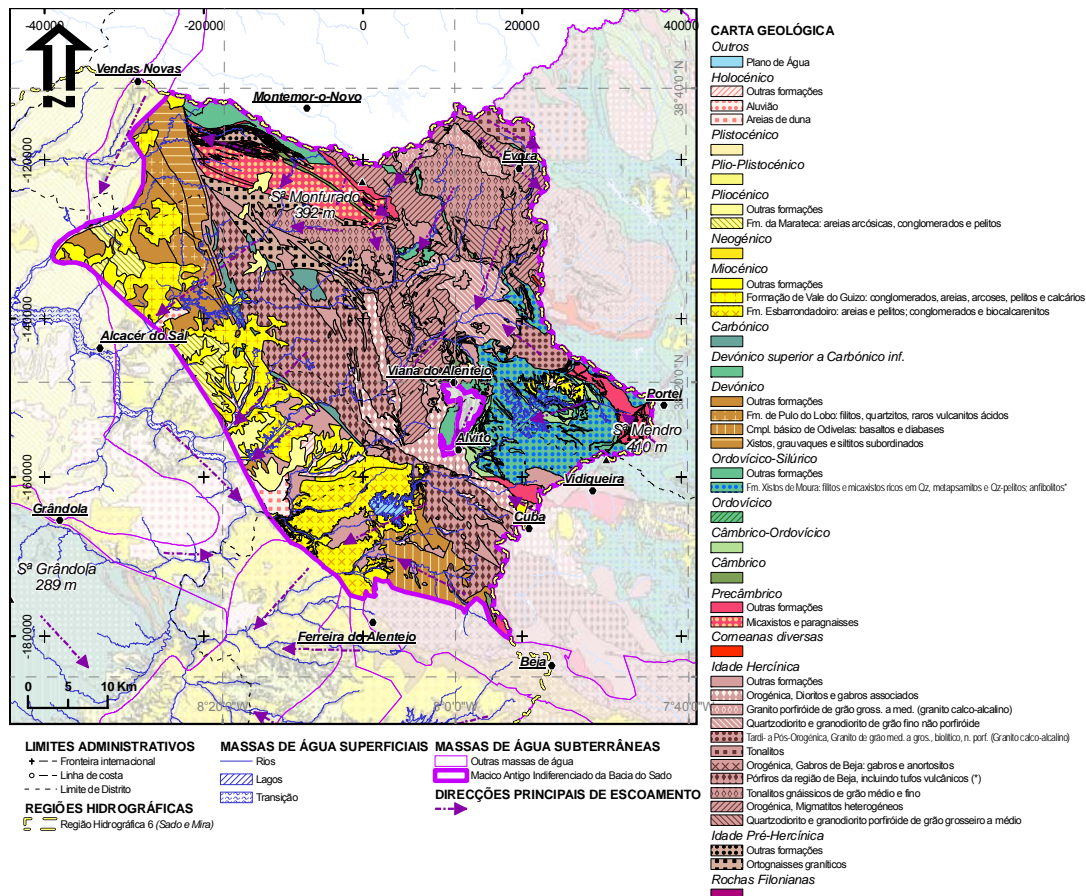 -40000
-20000
0
20000
40000
N
Vendas Novas
Montemor-o-Novo
38°40'0"N
-120000
Évora
Sª Monfurado
392 m
-140000
Alcacér do Sal
Viana do Alentejo
Portel
Sª Mendro
410 m
Alvito
-160000
Vidigueira
Grândola
Cuba
Sª Grândola
289 m
-180000
Ferreira do Alentejo
Beja
0 5 10 Km
8°20'0"W
8°0'0"W
7°40'0"W
LIMITES ADMINISTRATIVOS
Fronteira internacional
Linha de costa
Limite de Distrito
REGIÕES HIDROGRÁFICAS
Região Hidrográfica 6 (Sado e Mira)
MASSAS DE ÁGUA SUPERFICIAIS
Rios
Lagos
Transição
MASSAS DE ÁGUA SUBTERRÂNEAS
Outras massas de água
Macico Antigo Indiferenciado da Bacia do Sado
DIRECÇÕES PRINCIPAIS DE ESCOAMENTO
CARTA GEOLÓGICA
Outros
Plano de Água
Holocénico
Outras formações
Aluvião
Areias de duna
Plistocénico
Plio-Plistocénico
Pliocénico
Outras formações
Fm. da Marateca: areias arcósicas, conglomerados e pelitos
Neogénico
Miocénico
Outras formações
Formação de Vale do Guizo: conglomerados, areias, arcoses, pelitos e calcários
Fm. Esbarrondadoiro: areias e pelitos; conglomerados e biocalcarenitos
Carbónico
Devónico superior a Carbónico inf.
Devónico
Outras formações
Fm. de Pulo do Lobo: filitos, quartzitos, raros vulcanitos ácidos
Cmpl. básico de Odivelas: basaltos e diabases
Xistos, grauvaques e siltitos subordinados
Ordovícico-Silúrico
Outras formações
Fm. Xistos de Moura: filitos e micaxistos ricos em Qz, metapsamitos e Qz-pelitos; anfibolitos"
Ordovícico
Câmbrico-Ordovícico
Câmbrico
Precâmbrico
Outras formações
Micaxistos e paragnaisses
Corneanas diversas
Idade Hercínica
Outras formações
Orogénica, Dioritos e gabros associados
Granito porfiróide de grão gross. a med. (granito calco-alcalino)
Quartzodiorito e granodiorito de grão fino não porfiróide
Tardi- a Pós-Orogénica, Granito de grão med. a gros., biolitico, n. porf. (Granito calco-alcalino)
Tonalitos
Orogénica, Gabros de Beja: gabros e anortositos
Pórfiros da região de Beja, incluindo tufos vulcânicos (*)
Tonalitos gnáissicos de grão médio e fino
Orogénica, Migmatitos heterogéneos
Quartzodiorito e granodiorito porfiróide de grão grosseiro a médio
Idade Pré-Hercínica
Outras formações
Ortognaisses graníticos
Rochas Filonianas